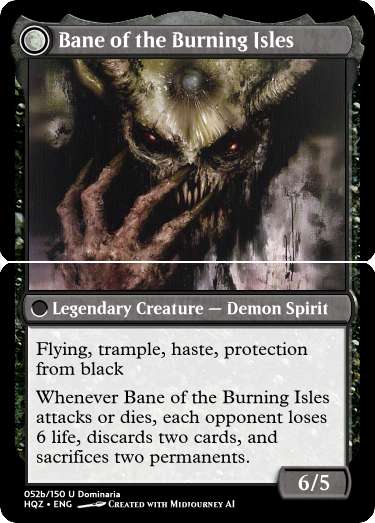 Bane of the Burning Isles
Legendary Creature — Demon Spirit
Flying, trample, haste, protection
from black
Whenever Bane of the Burning Isles
attacks or dies, each opponent loses
6 life, discards two cards, and
sacrifices two permanents.
6/5
052b/150 U Dominaria
HQZ • ENG Created with Midjourney AI